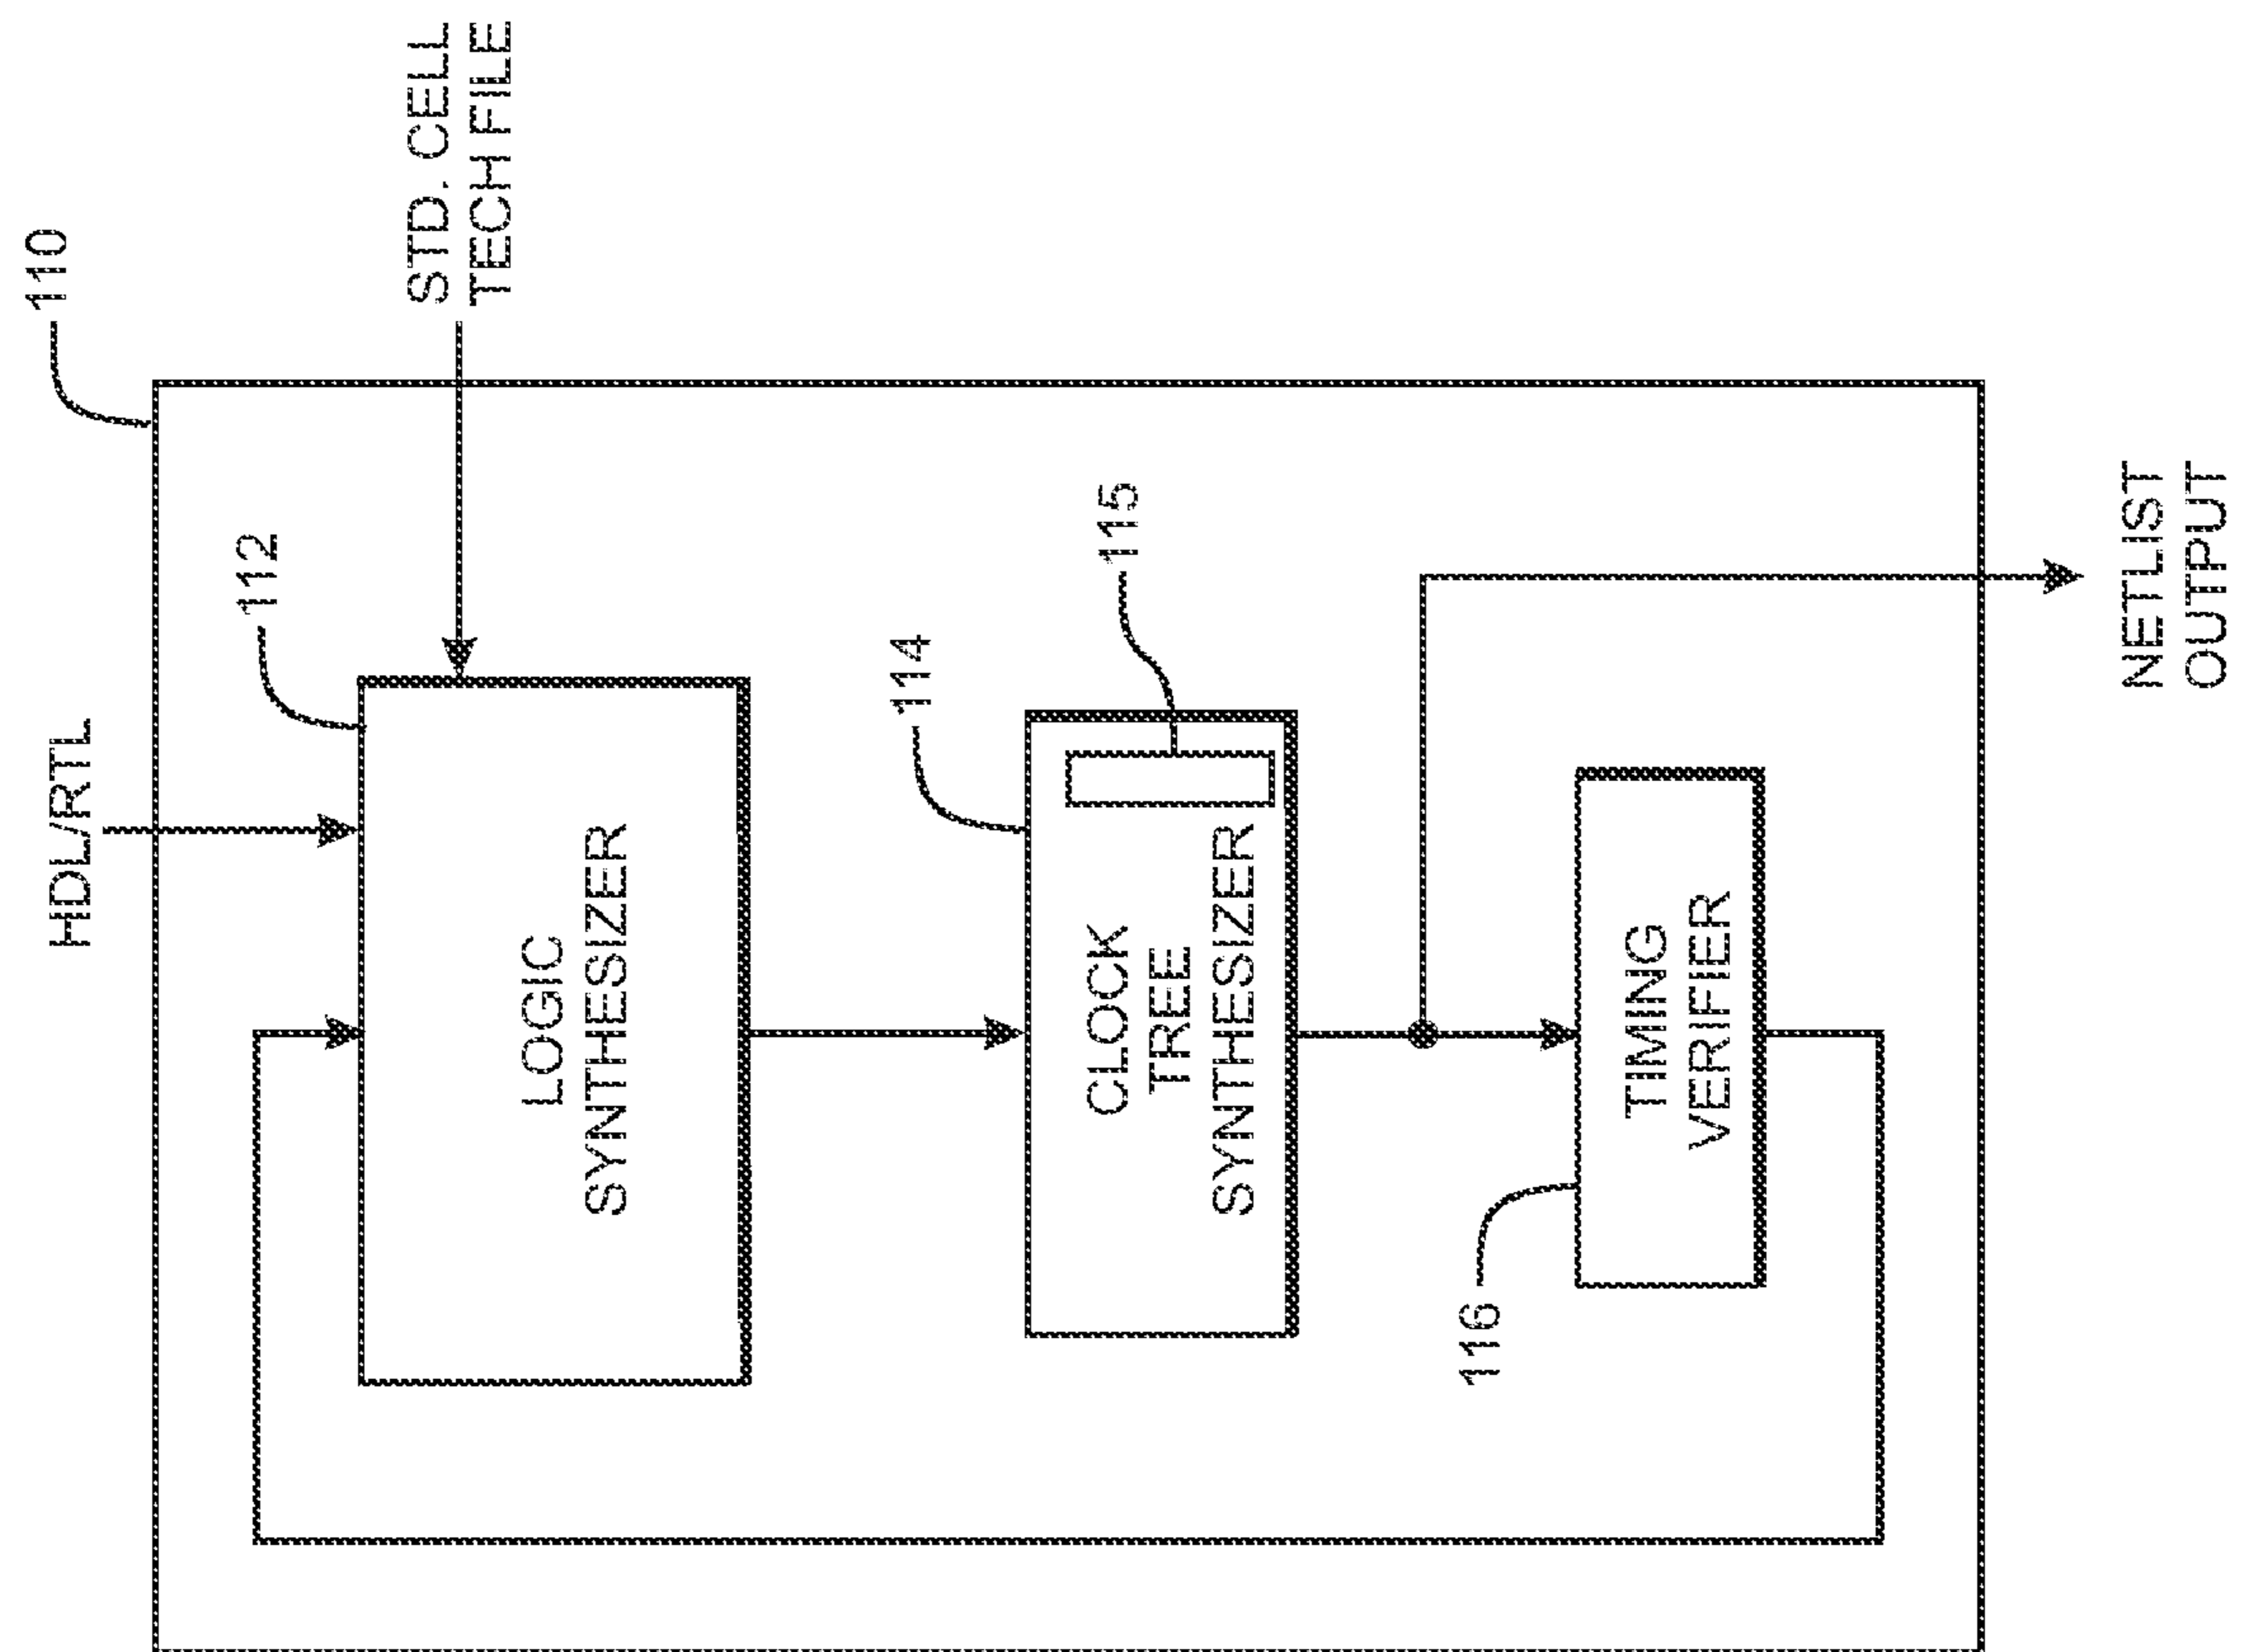 110
STD. CELL
TECH FILE
HDL/RTL
112
LOGIC
SYNTHESIZER
114
115
CLOCK
TREE
SYNTHESIZER
116
TIMING
VERIFIER
NETLIST
OUTPUT